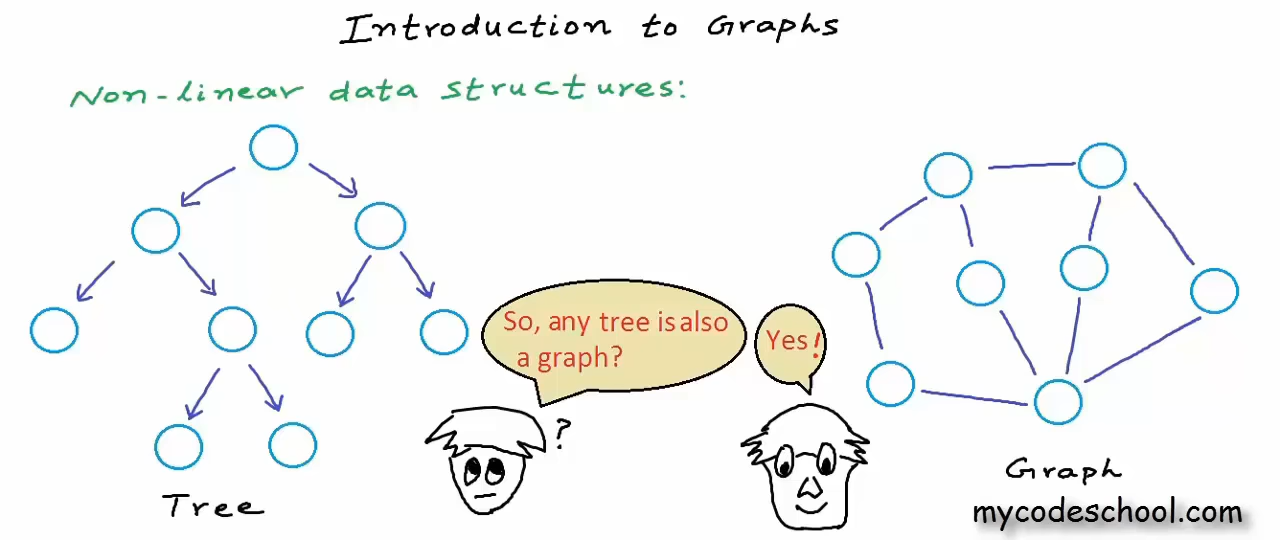 Introduction to Graphs
Non-linear data structures:
So, any tree is also
a graph?
Yes!
?
Tree
Graph
mycodeschool.com